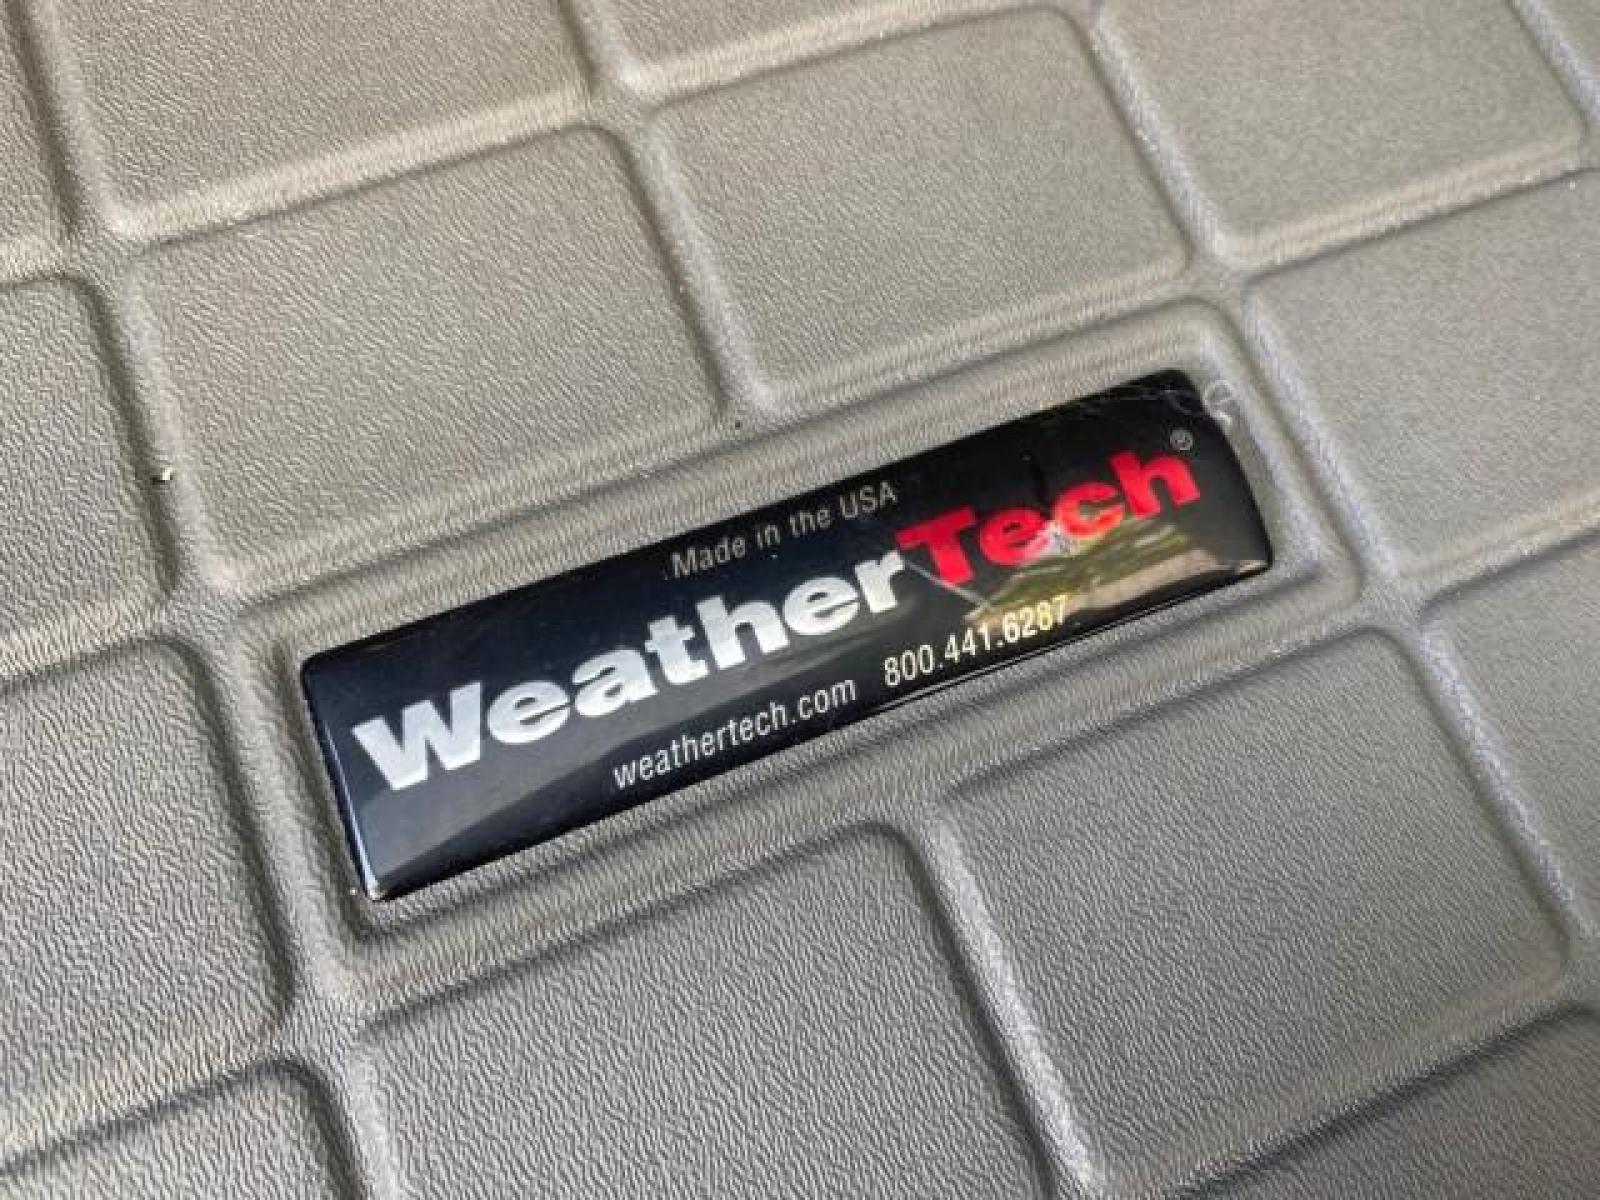 Made in the USA
WeatherTech®
weathertech.com 800.441.6287